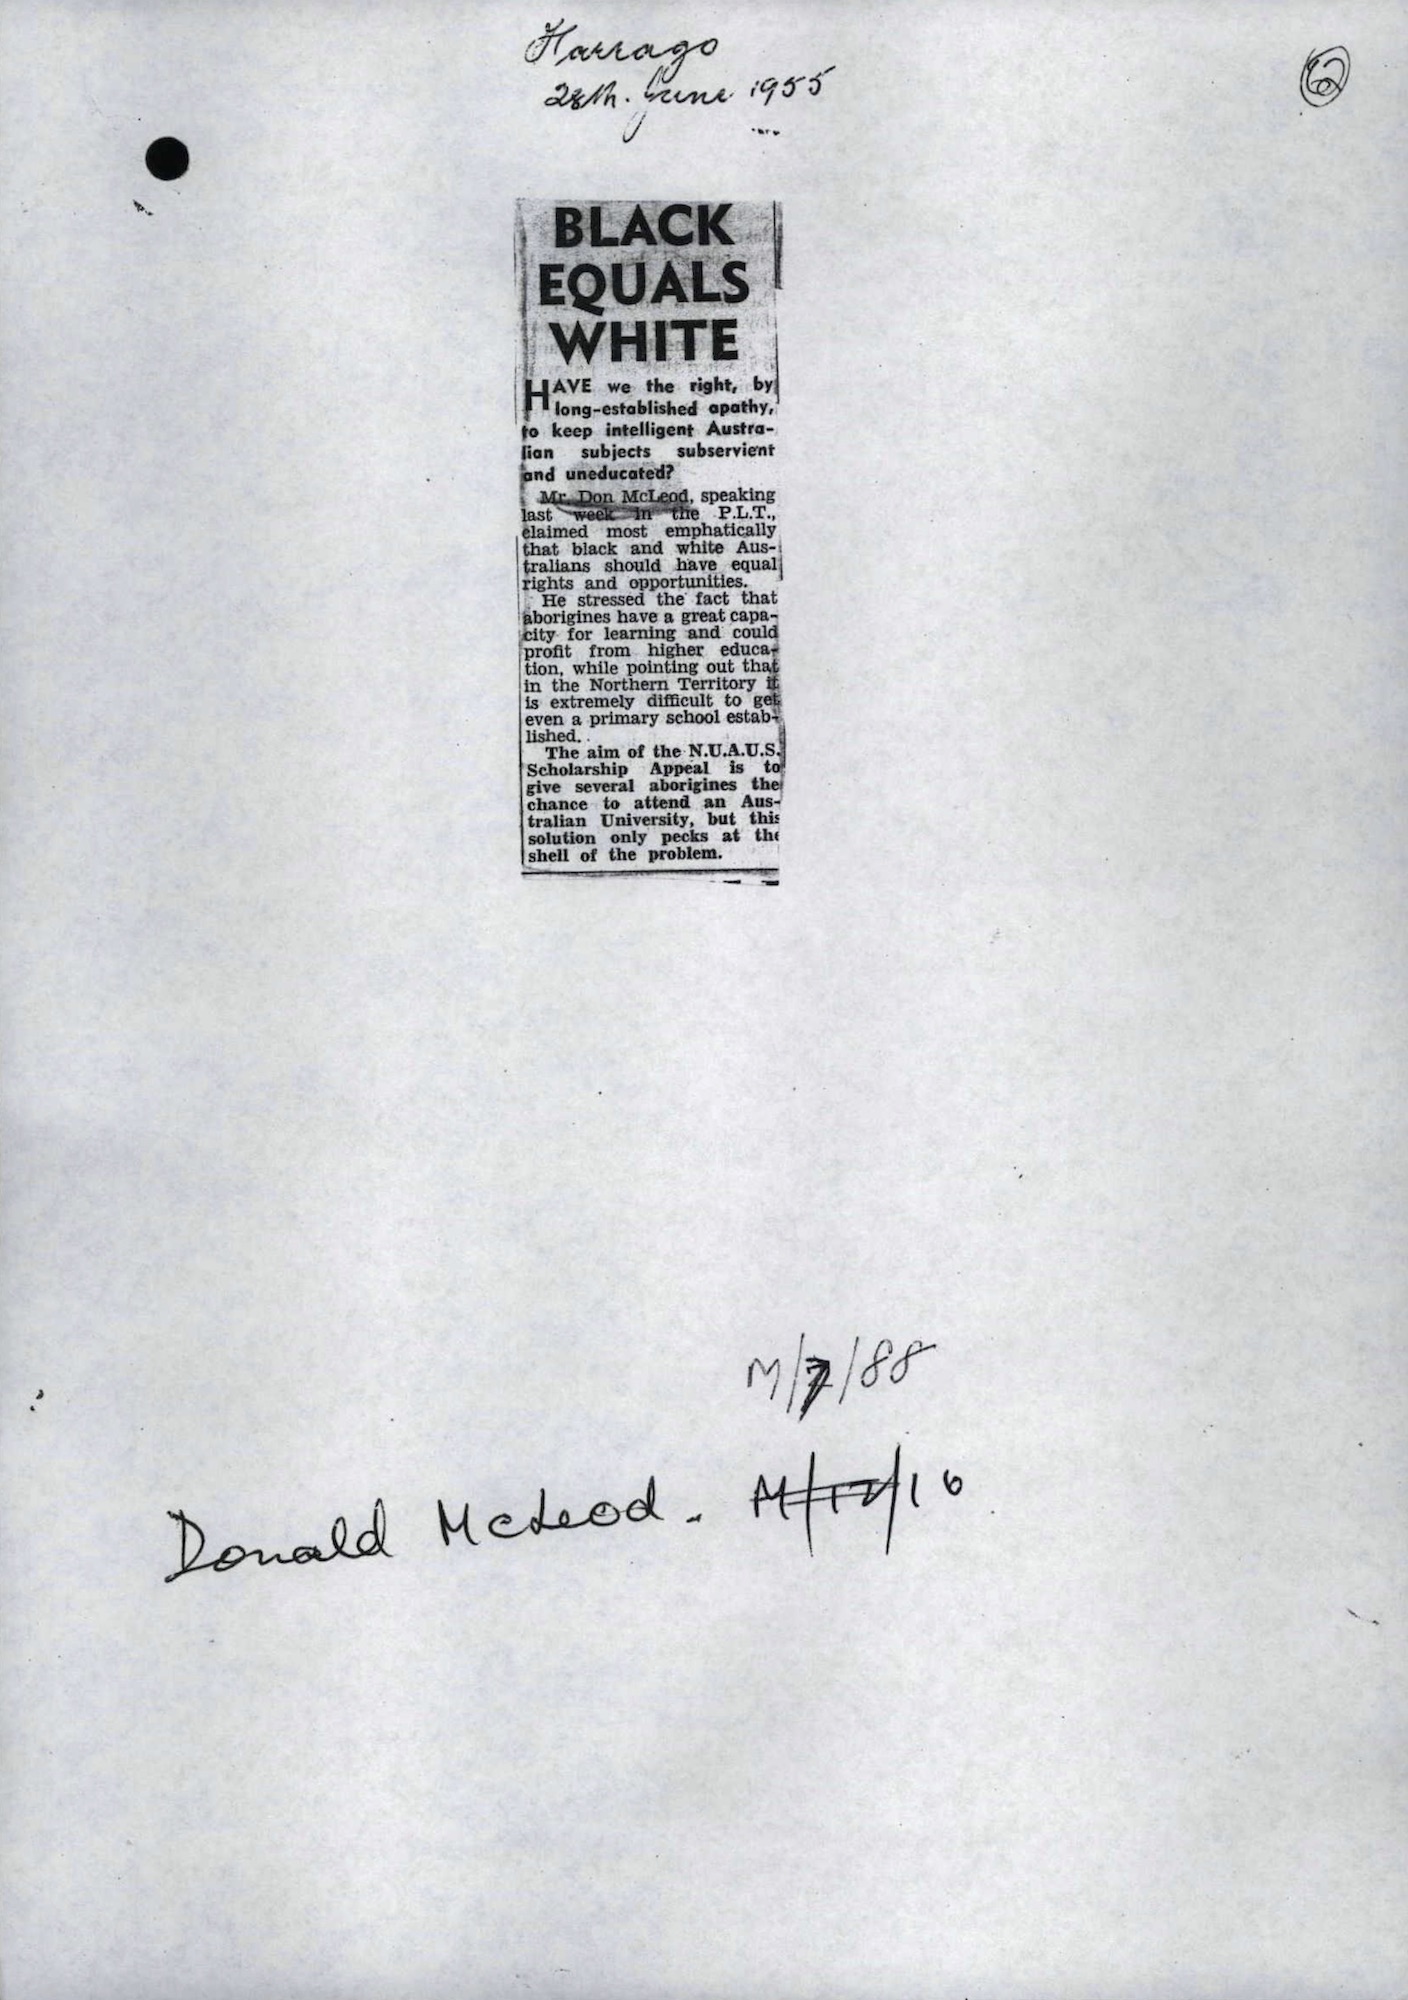 Harrago
28th. June 1955
6
BLACK
EQUALS
WHITE
HAVE we the right, by
long-established apathy,
to keep intelligent Austra-
lian subjects subservient
and uneducated?
Mr. Don McLeod, speaking
last week in the P.L.T.,
claimed most emphatically
that black and white Aus-
tralians should have equal
rights and opportunities.
He stressed the fact that
aborigines have a great capa-
city for learning and could
profit from higher educa-
tion, while pointing out that
in the Northern Territory it
is extremely difficult to get
even a primary school estab-
lished.
The aim of the N.U.A.U.S.
Scholarship Appeal is to
give several aborigines the
chance to attend an Aus-
tralian University, but this
solution only pecks at the
shell of the problem.
M/7/88
Donald McLeod. M/12/16